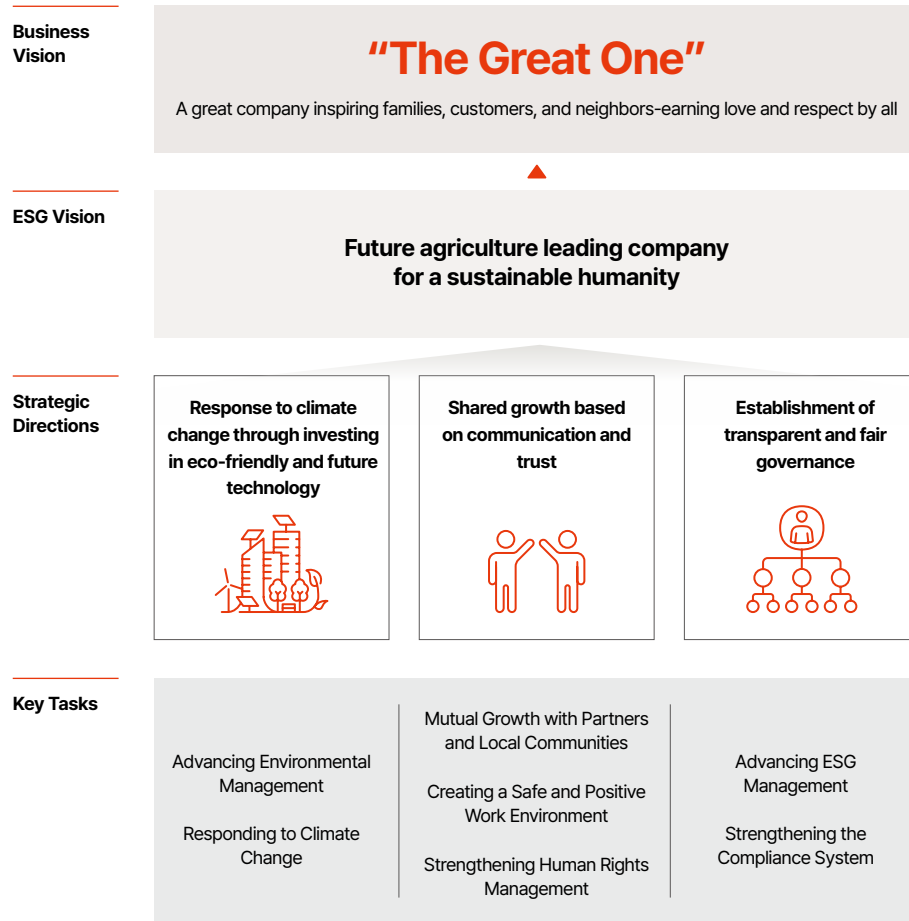 Business
Vision
“The Great One”
A great company inspiring families, customers, and neighbors-earning love and respect by all
ESG Vision
Future agriculture leading company
for a sustainable humanity
Strategic
Directions
Response to climate
change through investing
in eco-friendly and future
technology
Shared growth based
on communication and
trust
Establishment of
transparent and fair
governance
Key Tasks
Advancing Environmental
Management
Responding to Climate
Change
Mutual Growth with Partners
and Local Communities
Creating a Safe and Positive
Work Environment
Strengthening Human Rights
Management
Advancing ESG
Management
Strengthening the
Compliance System